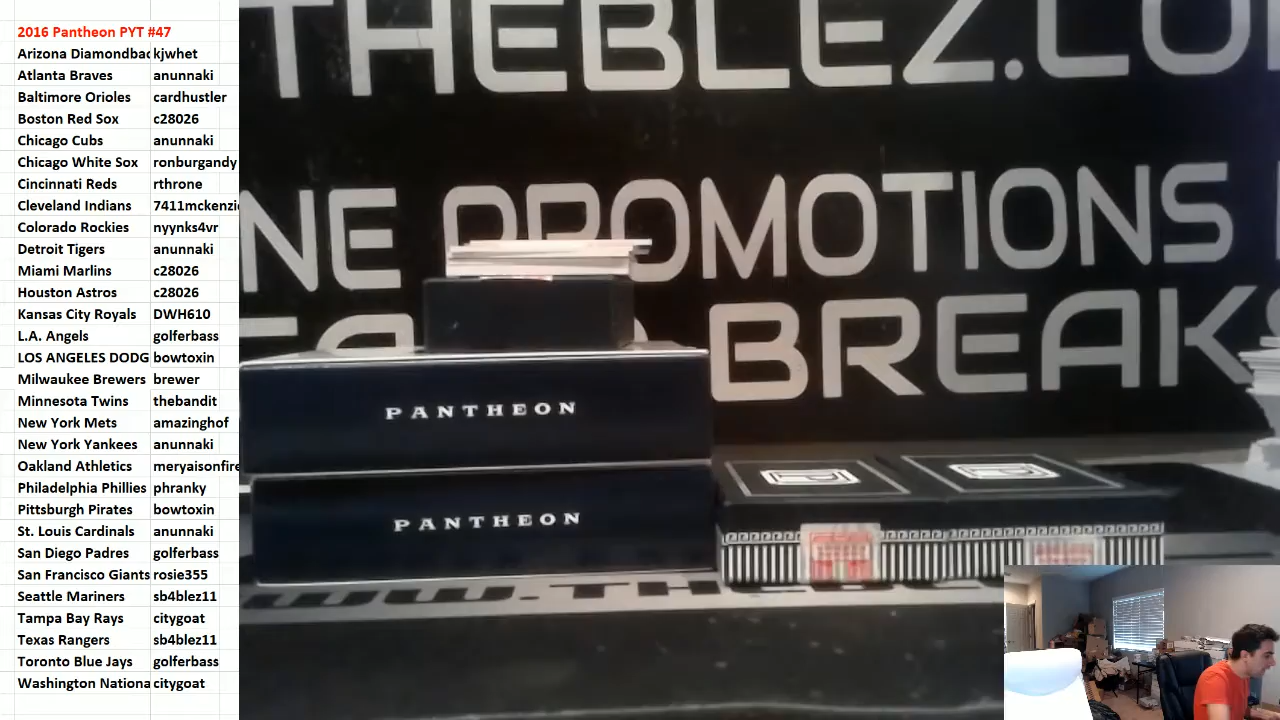 2016 Pantheon PYT #47
Arizona Diamondbac kjwhet
Atlanta Braves anunnaki
Baltimore Orioles cardhustler
Boston Red Sox c28026
Chicago Cubs anunnaki
Chicago White Sox ronburgandy
Cincinnati Reds rthrone
Cleveland Indians 7411mckenzie
Colorado Rockies nyynks4vr
Detroit Tigers anunnaki
Miami Marlins c28026
Houston Astros c28026
Kansas City Royals DWH610
L.A. Angels golferbass
LOS ANGELES DODG bowtoxin
Milwaukee Brewers brewer
Minnesota Twins thebandit
New York Mets amazinghof
New York Yankees anunnaki
Oakland Athletics meryaisonfire
Philadelphia Phillies phranky
Pittsburgh Pirates bowtoxin
St. Louis Cardinals anunnaki
San Diego Padres golferbass
San Francisco Giants rosie355
Seattle Mariners sb4blez11
Tampa Bay Rays citygoat
Texas Rangers sb4blez11
Toronto Blue Jays golferbass
Washington Nationa citygoat
THEBLEZ.CO
NE PROMOTIONS
BREAKS
PANTHEON
PANTHEON
P
P
WWW.THEB